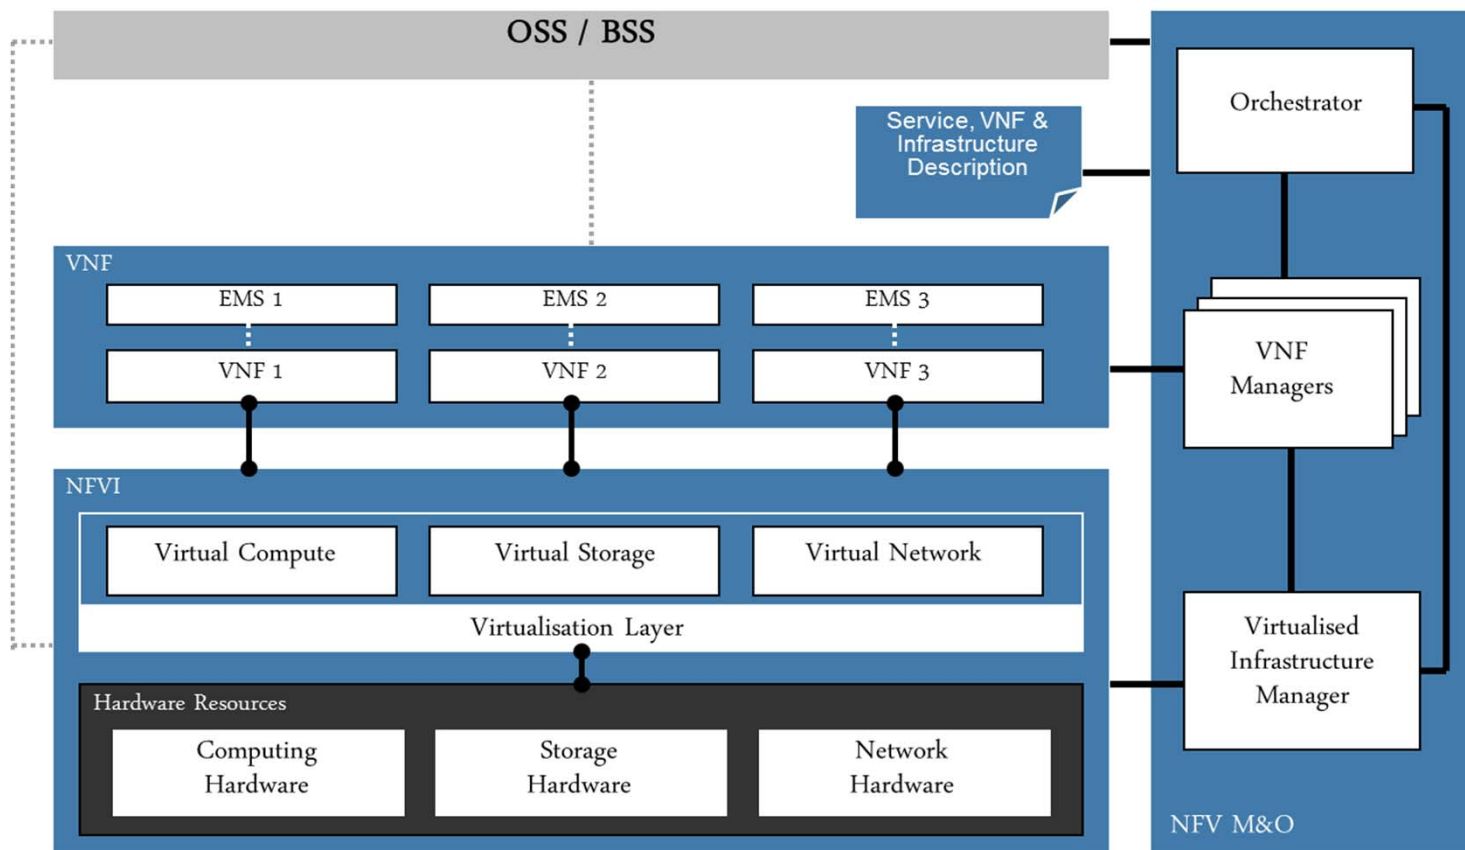 OSS / BSS
Orchestrator
Service, VNF &
Infrastructure
Description
VNF
EMS 1
EMS 2
EMS 3
VNF 1
VNF 2
VNF 3
VNF
Managers
NFVI
Virtual Compute
Virtual Storage
Virtual Network
Virtualisation Layer
Virtualised
Infrastructure
Manager
Hardware Resources
Computing
Hardware
Storage
Hardware
Network
Hardware
NFV M&O